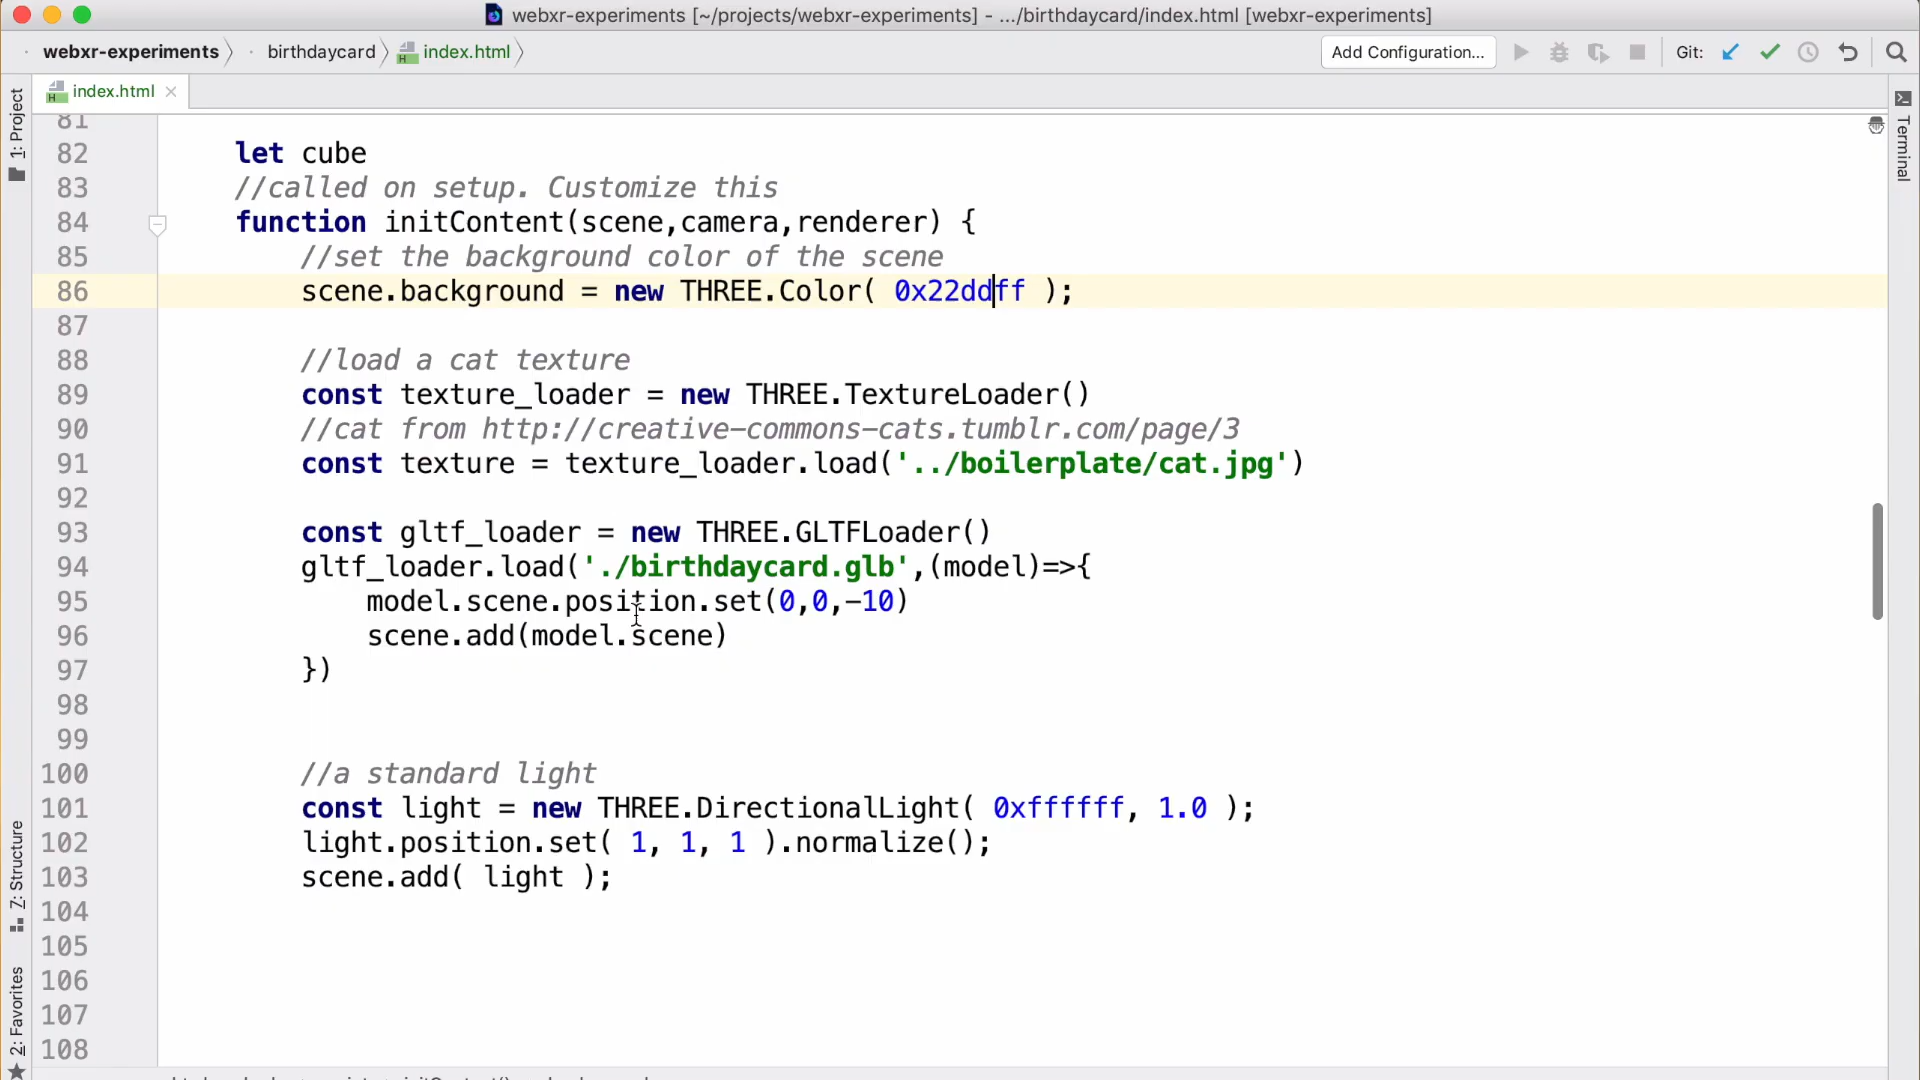 webxr-experiments [~/projects/webxr-experiments] - .../birthdaycard/index.html [webxr-experiments]
webxr-experiments birthdaycard index.html Add Configuration... Git:
index.html
1: Project
Terminal
81
82 let cube
83 //called on setup. Customize this
84 function initContent(scene,camera,renderer) {
85 //set the background color of the scene
86 scene.background = new THREE.Color( 0x22ddff );
87
88 //load a cat texture
89 const texture_loader = new THREE.TextureLoader()
90 //cat from http://creative-commons-cats.tumblr.com/page/3
91 const texture = texture_loader.load('../boilerplate/cat.jpg')
92
93 const gltf_loader = new THREE.GLTFLoader()
94 gltf_loader.load('./birthdaycard.glb',(model)=>{
95 model.scene.position.set(0,0,-10)
96 scene.add(model.scene)
97 })
98
99
100 //a standard light
101 const light = new THREE.DirectionalLight( 0xffffff, 1.0 );
102 light.position.set( 1, 1, 1 ).normalize();
103 scene.add( light );
104
105
106
107
108
7: Structure
2: Favorites